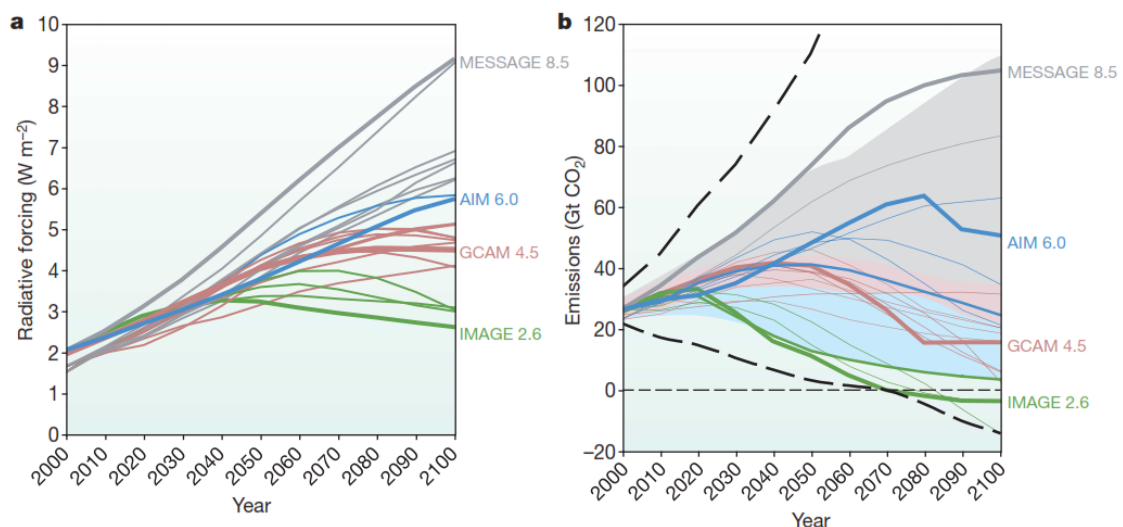 a
10
9
8
7
6
5
4
3
2
1
0
Radiative forcing (W m−2)
MESSAGE 8.5
AIM 6.0
GCAM 4.5
IMAGE 2.6
2000 2010 2020 2030 2040 2050 2060 2070 2080 2090 2100
Year
b
120
100
80
60
40
20
0
−20
Emissions (Gt CO2)
MESSAGE 8.5
AIM 6.0
GCAM 4.5
IMAGE 2.6
2000 2010 2020 2030 2040 2050 2060 2070 2080 2090 2100
Year